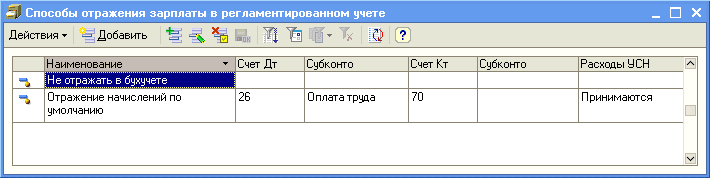 Способы отражения зарплаты в регламентированном учете
Действия Добавить
Наименование Счет Дт Субконто Счет Кт Субконто Расходы УСН
Не отражать в бухучете
Отражение начислений по 26 Оплата труда 70 Принимаются
умолчанию